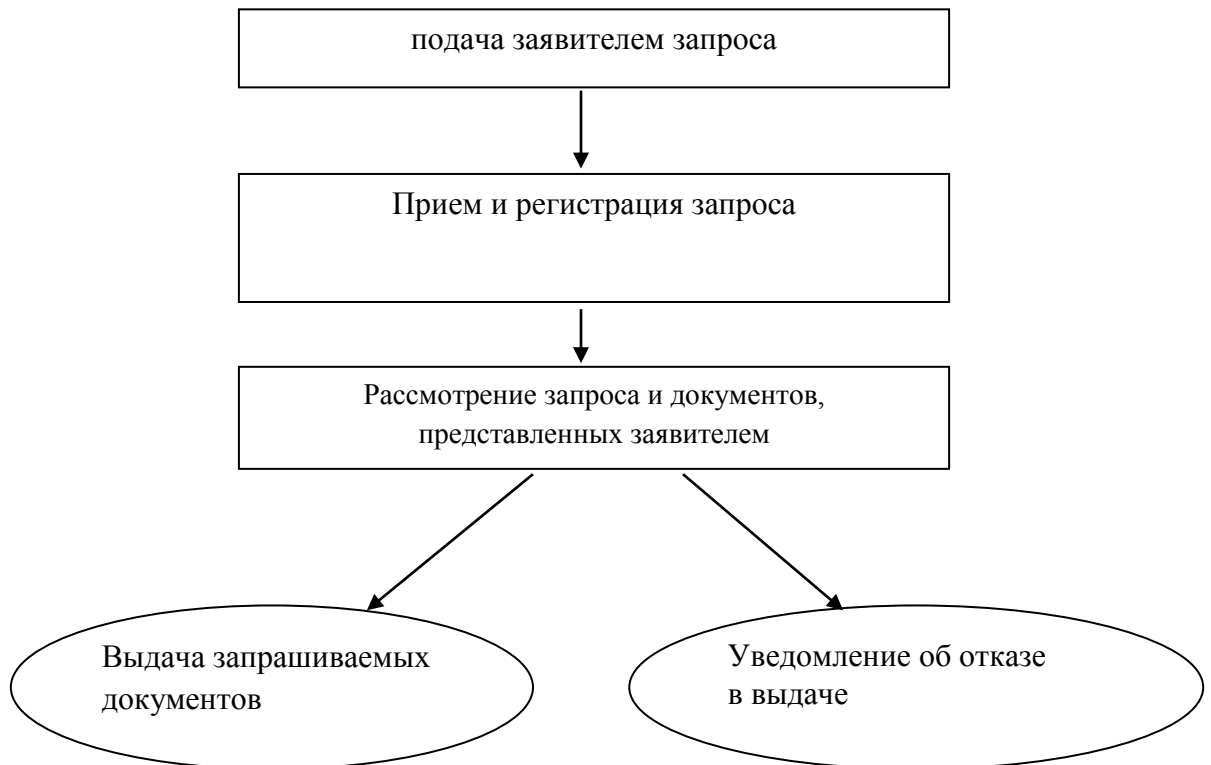 подача заявителем запроса
Прием и регистрация запроса
Рассмотрение запроса и документов,
представленных заявителем
Выдача запрашиваемых
документов
Уведомление об отказе
в выдаче